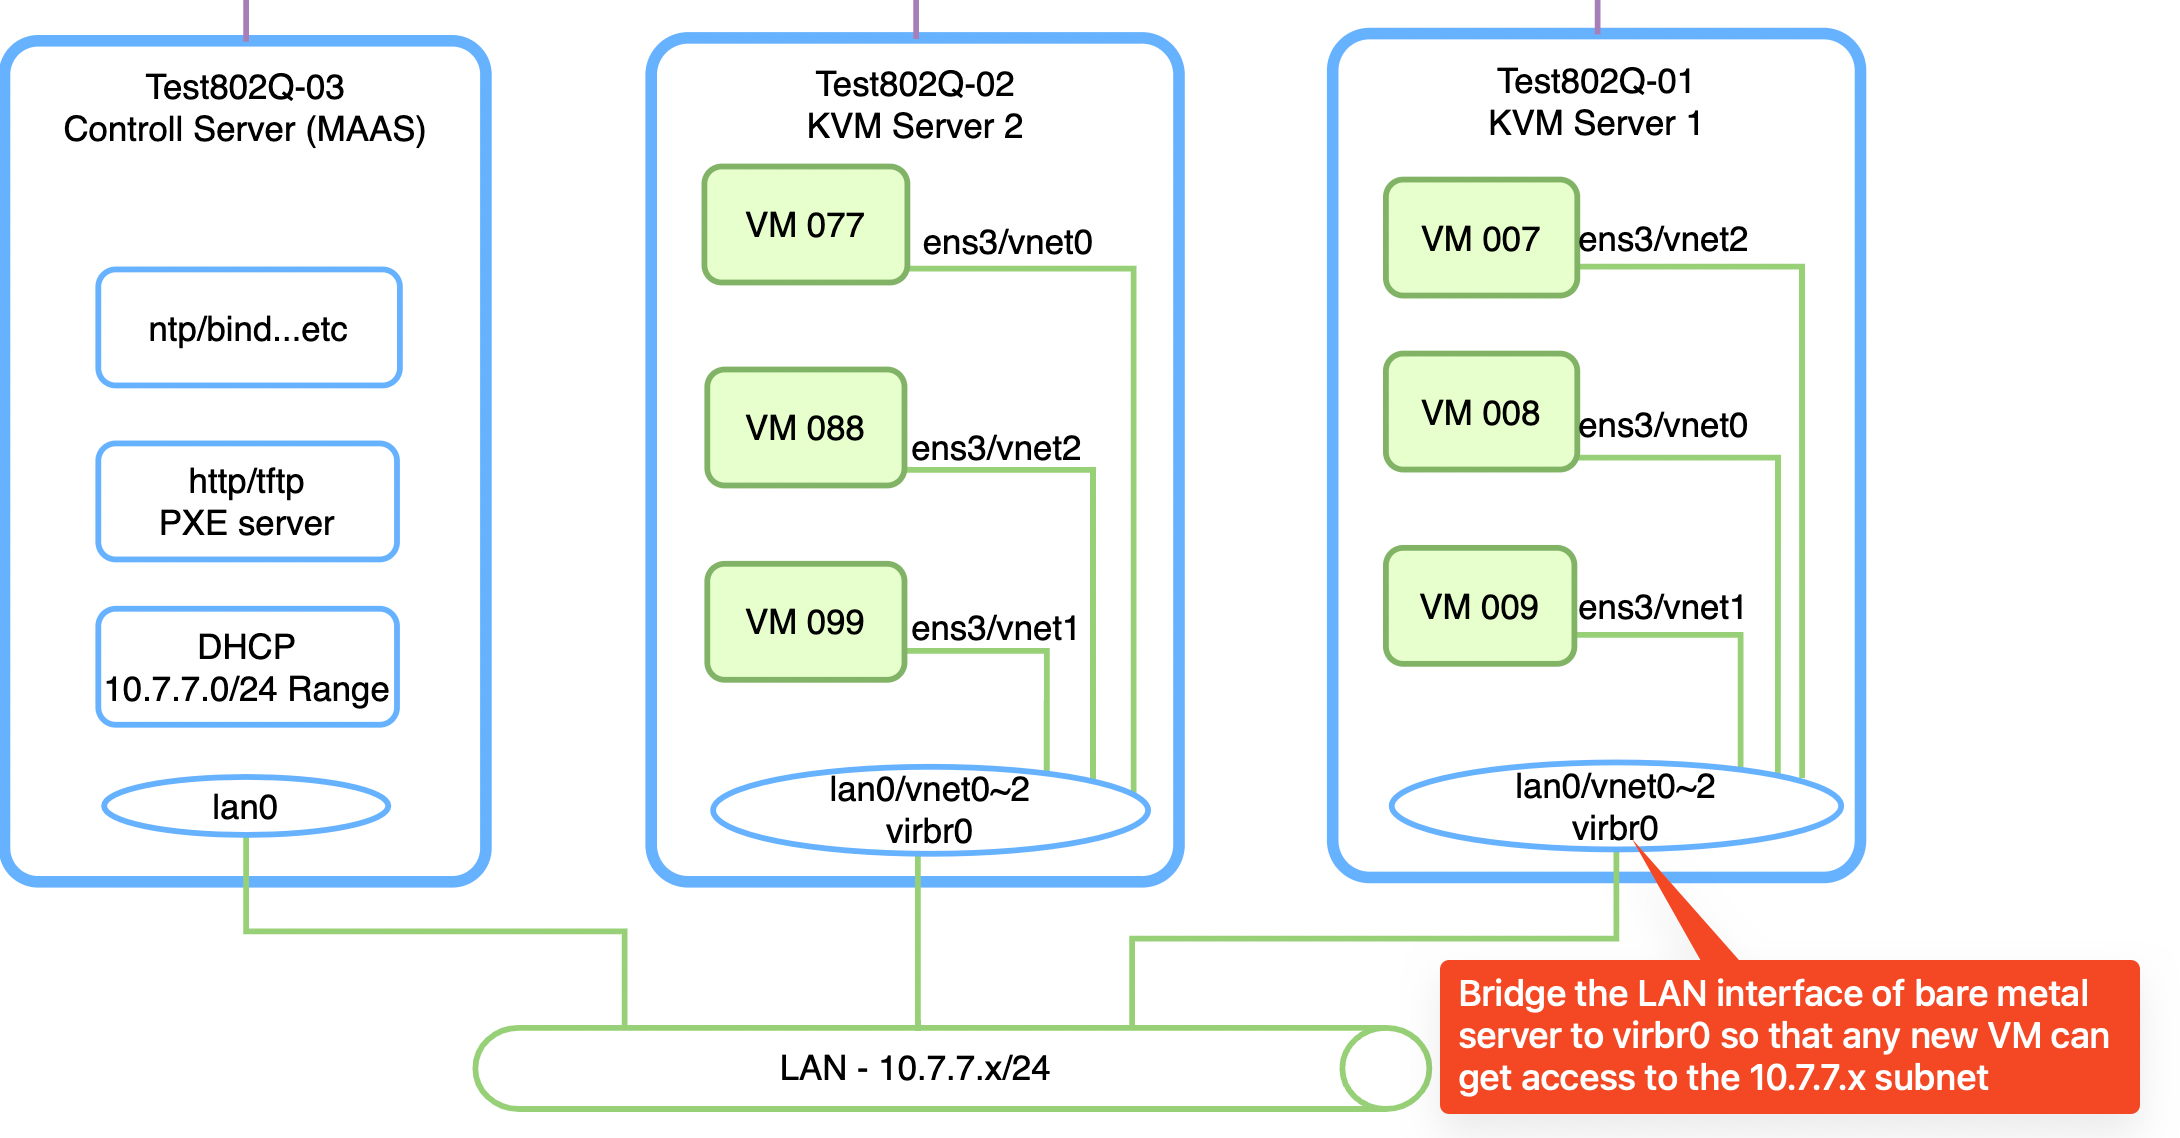 Test802Q-03
Controll Server (MAAS)
ntp/bind...etc
http/tftp
PXE server
DHCP
10.7.7.0/24 Range
lan0
Test802Q-02
KVM Server 2
VM 077
ens3/vnet0
VM 088
ens3/vnet2
VM 099
ens3/vnet1
lan0/vnet0~2
virbr0
Test802Q-01
KVM Server 1
VM 007
ens3/vnet2
VM 008
ens3/vnet0
VM 009
ens3/vnet1
lan0/vnet0~2
virbr0
LAN - 10.7.7.x/24
Bridge the LAN interface of bare metal
server to virbr0 so that any new VM can
get access to the 10.7.7.x subnet